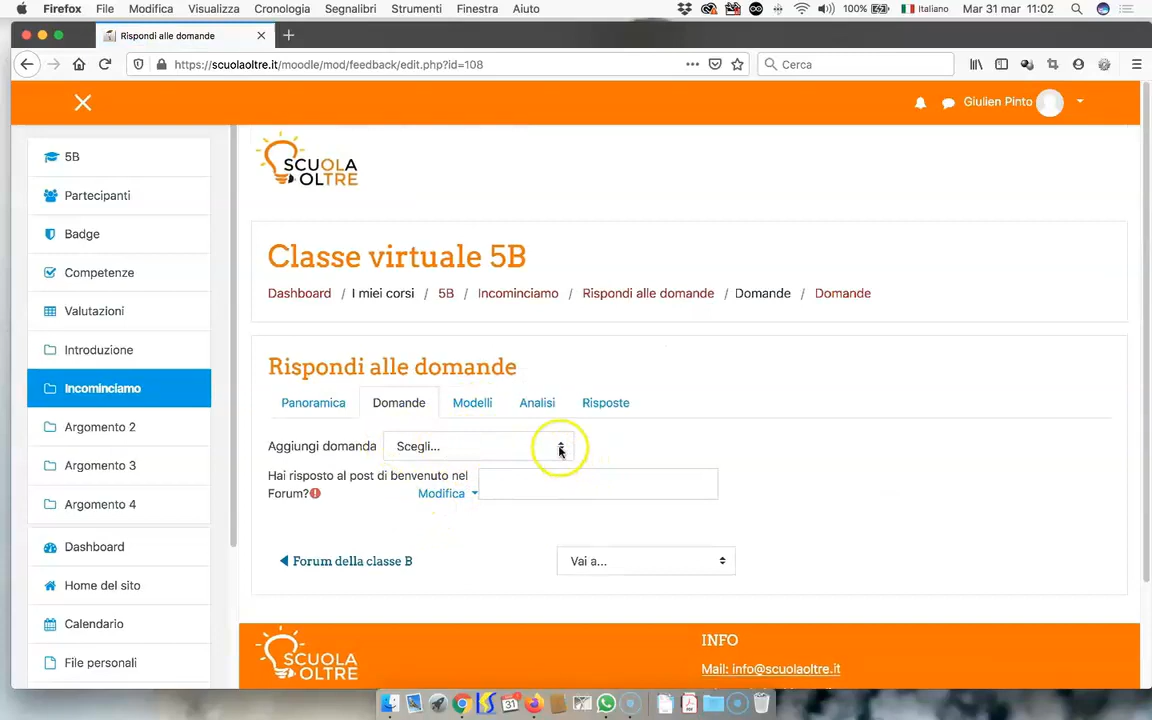 Firefox File Modifica Visualizza Cronologia Segnalibri Strumenti Finestra Aiuto 100% Italiano Mar 31 mar 11:02
Rispondi alle domande
https://scuolaoltre.it/moodle/mod/feedback/edit.php?id=108
Cerca
Giulien Pinto
5B
Partecipanti
Badge
Competenze
Valutazioni
Introduzione
Incominciamo
Argomento 2
Argomento 3
Argomento 4
Dashboard
Home del sito
Calendario
File personali
SCUOLA
OLTRE
Classe virtuale 5B
Dashboard / I miei corsi / 5B / Incominciamo / Rispondi alle domande / Domande / Domande
Rispondi alle domande
Panoramica Domande Modelli Analisi Risposte
Aggiungi domanda Scegli...
Hai risposto al post di benvenuto nel
Forum? Modifica
Forum della classe B Vai a...
SCUOLA
OLTRE
INFO
Mail: info@scuolaoltre.it